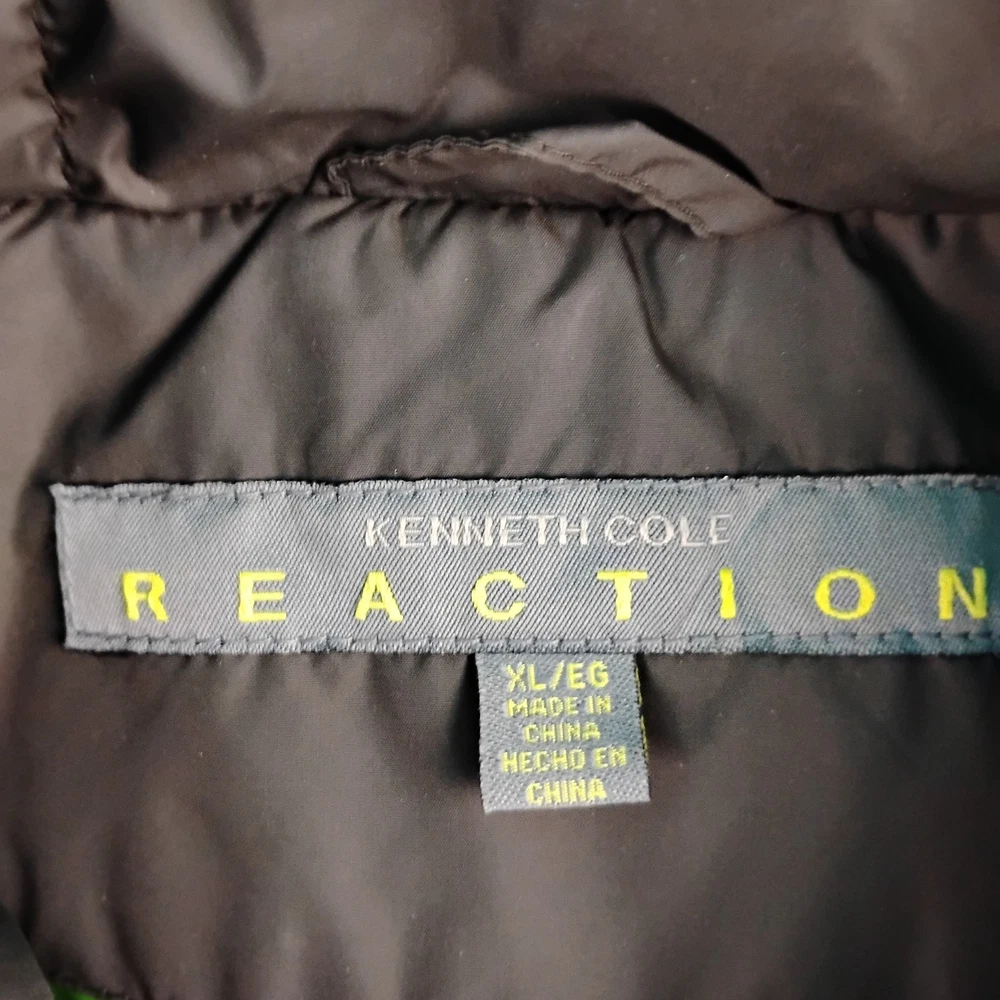 KENNETH COLE
REACTION
XL/EG
MADE IN
CHINA
HECHO EN
CHINA